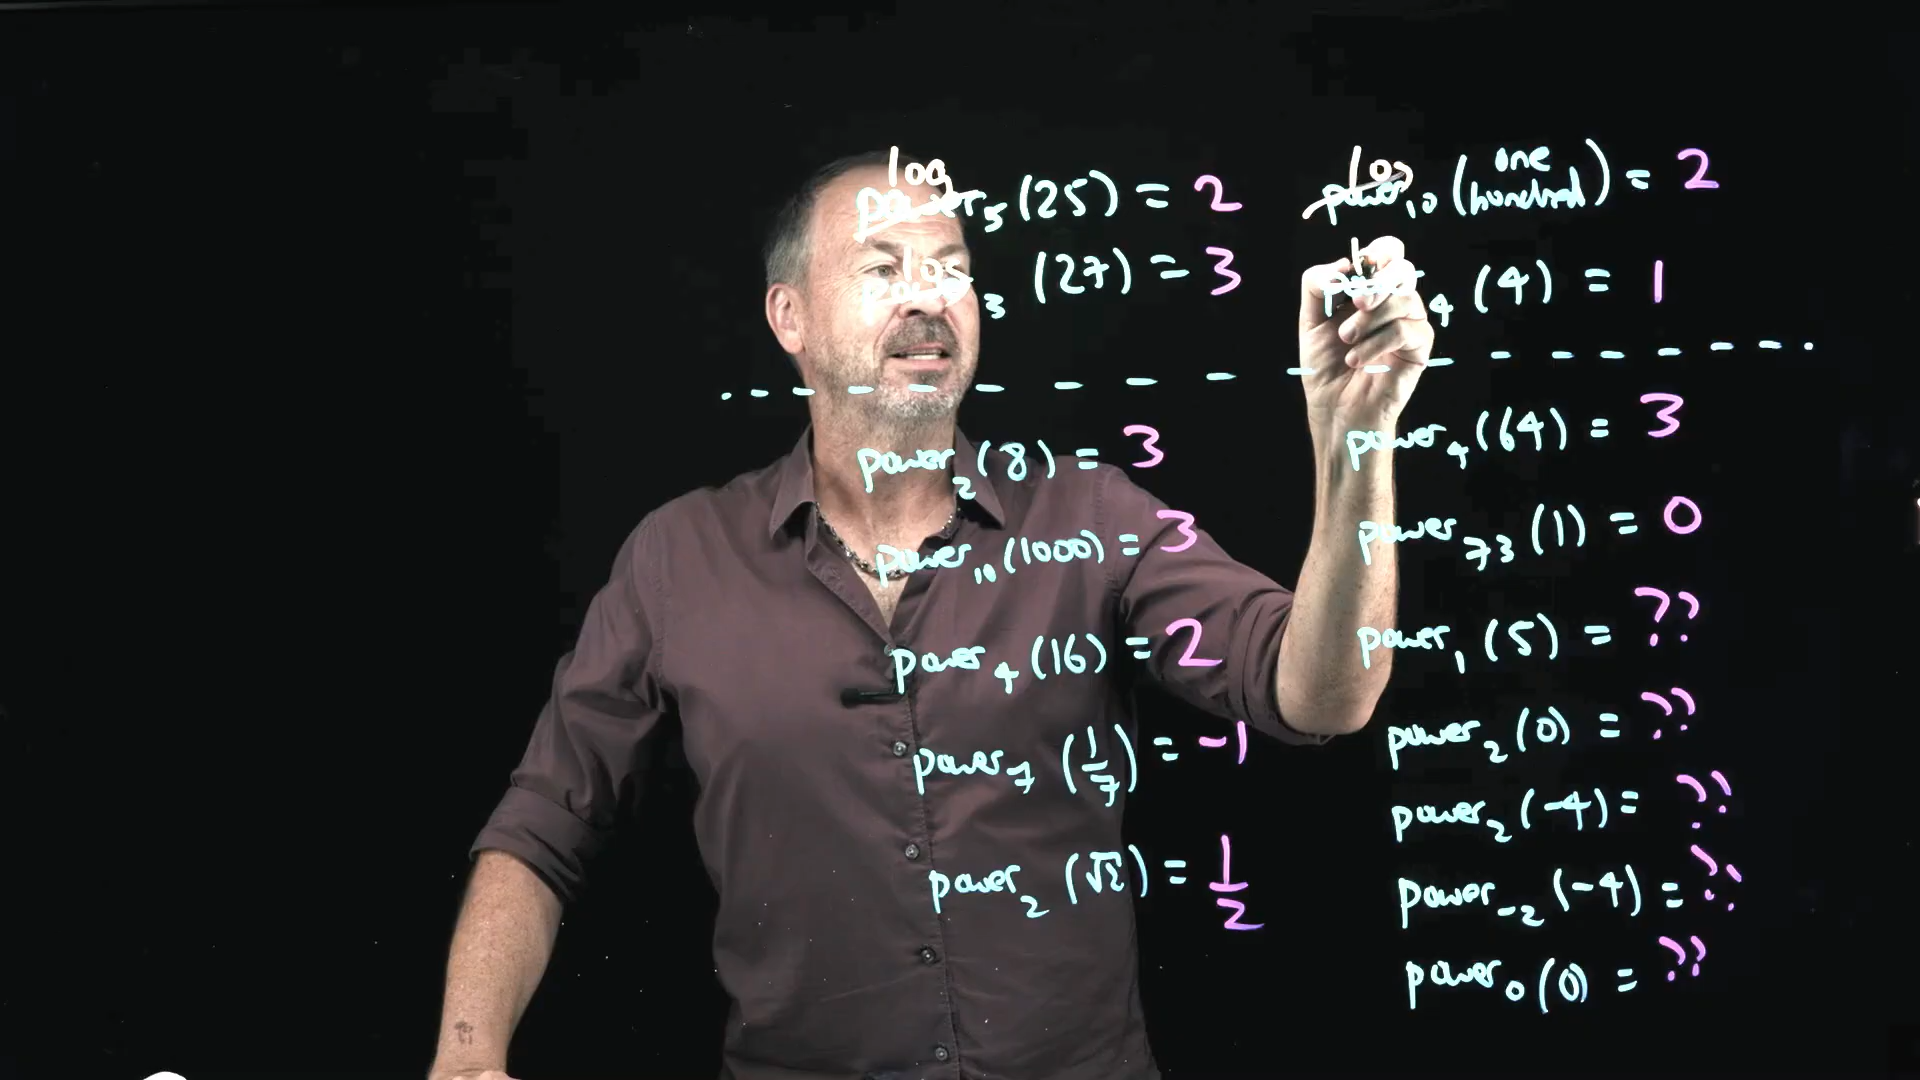 log log
power₅ (25) = 2 power₁₀ (one hundred) = 2
log
power₃ (27) = 3 power₄ (4) = 1
power₂ (8) = 3 power₄ (64) = 3
power₁₀ (1000) = 3 power₇₃ (1) = 0
power₄ (16) = 2 power₁ (5) = ??
power₇ (1/7) = -1 power₂ (0) = ??
power₂ (-4) = ??
power₂ (√2) = 1/2 power₋₂ (-4) = ??
power₀ (0) = ??